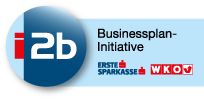 i2b
Businessplan-
Initiative
ERSTE
SPARKASSE
WKO